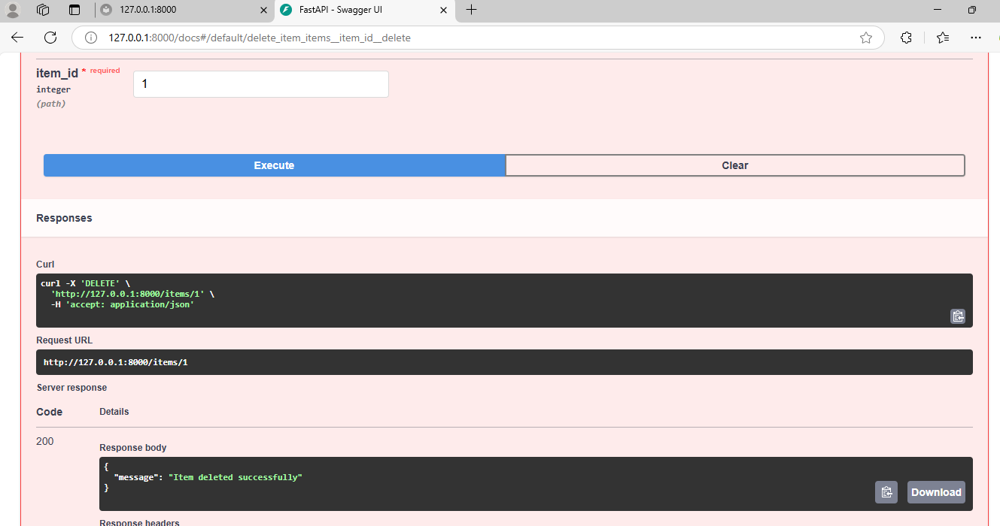 127.0.0.1:8000
FastAPI - Swagger UI
127.0.0.1:8000/docs#/default/delete_item_items__item_id__delete
item_id * required
1
integer
(path)
Execute
Clear
Responses
Curl
curl -X 'DELETE' \
'http://127.0.0.1:8000/items/1' \
-H 'accept: application/json'
Request URL
http://127.0.0.1:8000/items/1
Server response
Code
Details
200
Response body
{
"message": "Item deleted successfully"
}
Download
Response headers